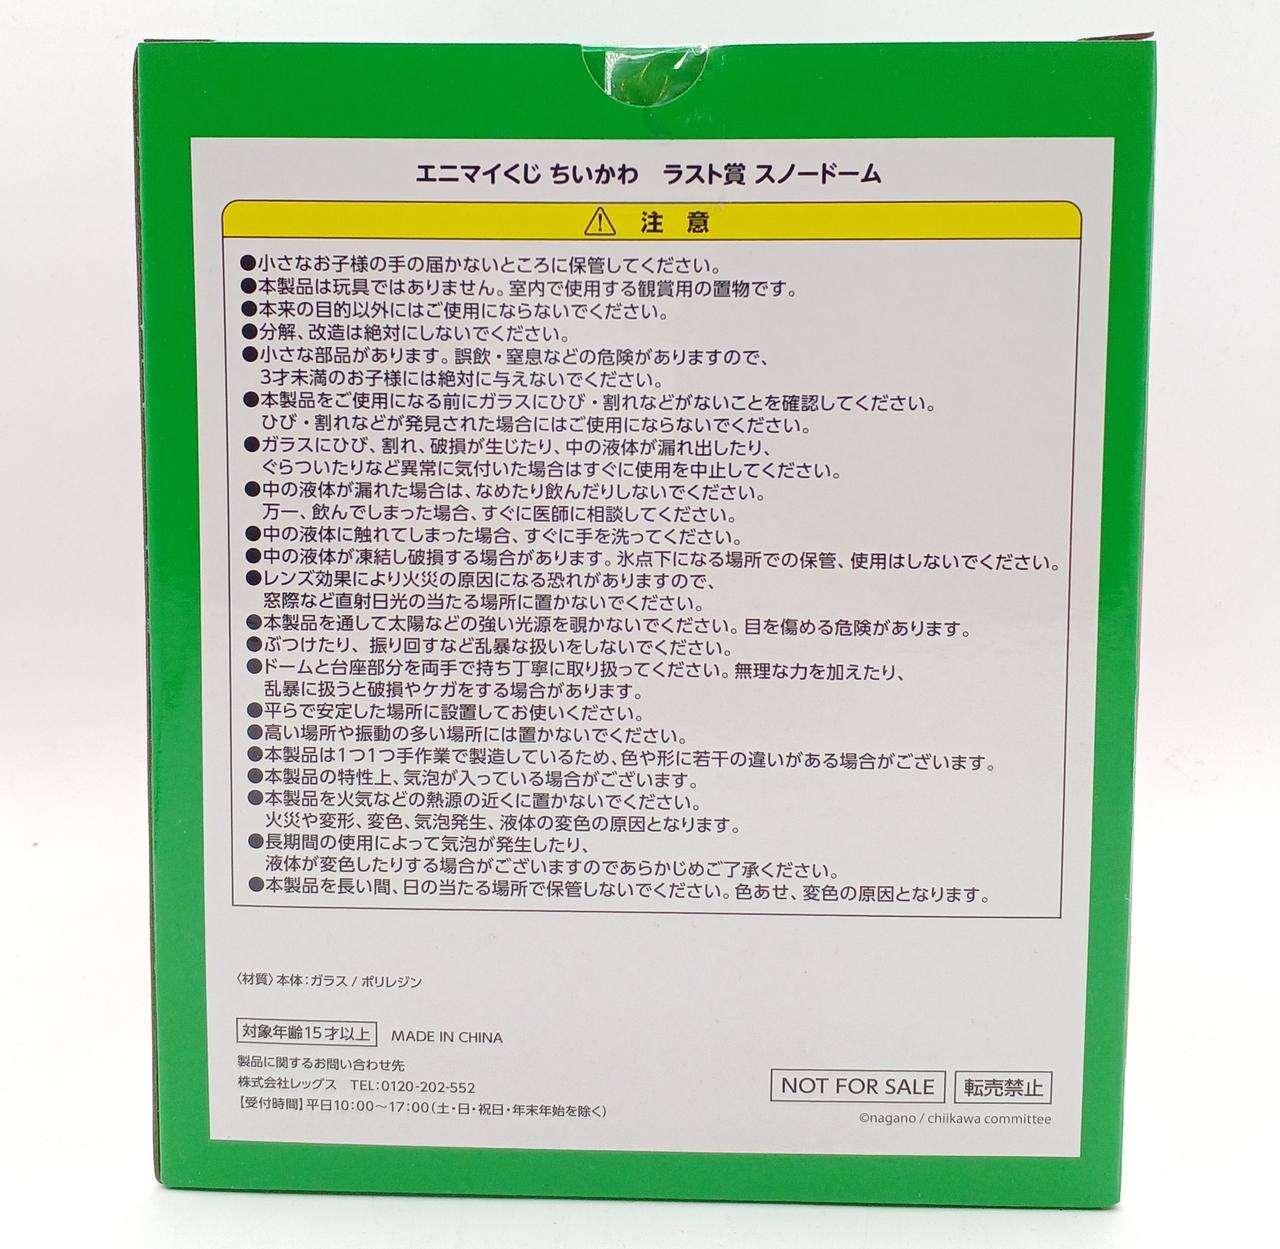 エニマイくじ ちいかわ　ラスト賞 スノードーム
注 意
●小さなお子様の手の届かないところに保管してください。
●本製品は玩具ではありません。室内で使用する観賞用の置物です。
●本来の目的以外にはご使用にならないでください。
●分解、改造は絶対にしないでください。
●小さな部品があります。誤飲・窒息などの危険がありますので、
3才未満のお子様には絶対に与えないでください。
●本製品をご使用になる前にガラスにひび・割れなどがないことを確認してください。
ひび・割れなどが発見された場合にはご使用にならないでください。
●ガラスにひび、割れ、破損が生じたり、中の液体が漏れ出したり、
ぐらついたりなど異常に気付いた場合はすぐに使用を中止してください。
●中の液体が漏れた場合は、なめたり飲んだりしないでください。
万一、飲んでしまった場合、すぐに医師に相談してください。
●中の液体に触れてしまった場合、すぐに手を洗ってください。
●中の液体が凍結し破損する場合があります。氷点下になる場所での保管、使用はしないでください。
●レンズ効果により火災の原因になる恐れがありますので、
窓際など直射日光の当たる場所に置かないでください。
●本製品を通して太陽などの強い光源を覗かないでください。目を傷める危険があります。
●ぶつけたり、振り回すなど乱暴な扱いをしないでください。
●ドームと台座部分を両手で持ち丁寧に取り扱ってください。無理な力を加えたり、
乱暴に扱うと破損やケガをする場合があります。
●平らで安定した場所に設置してお使いください。
●高い場所や振動の多い場所には置かないでください。
●本製品は1つ1つ手作業で製造しているため、色や形に若干の違いがある場合がございます。
●本製品の特性上、気泡が入っている場合がございます。
●本製品を火気などの熱源の近くに置かないでください。
火災や変形、変色、気泡発生、液体の変色の原因となります。
●長期間の使用によって気泡が発生したり、
液体が変色したりする場合がございますのであらかじめご了承ください。
●本製品を長い間、日の当たる場所で保管しないでください。色あせ、変色の原因となります。
〈材質〉本体:ガラス / ポリレジン
対象年齢15才以上 MADE IN CHINA
製品に関するお問い合わせ先
株式会社レッグス　TEL:0120-202-552
【受付時間】平日10:00～17:00(土・日・祝日・年末年始を除く)
NOT FOR SALE 転売禁止
©nagano / chiikawa committee